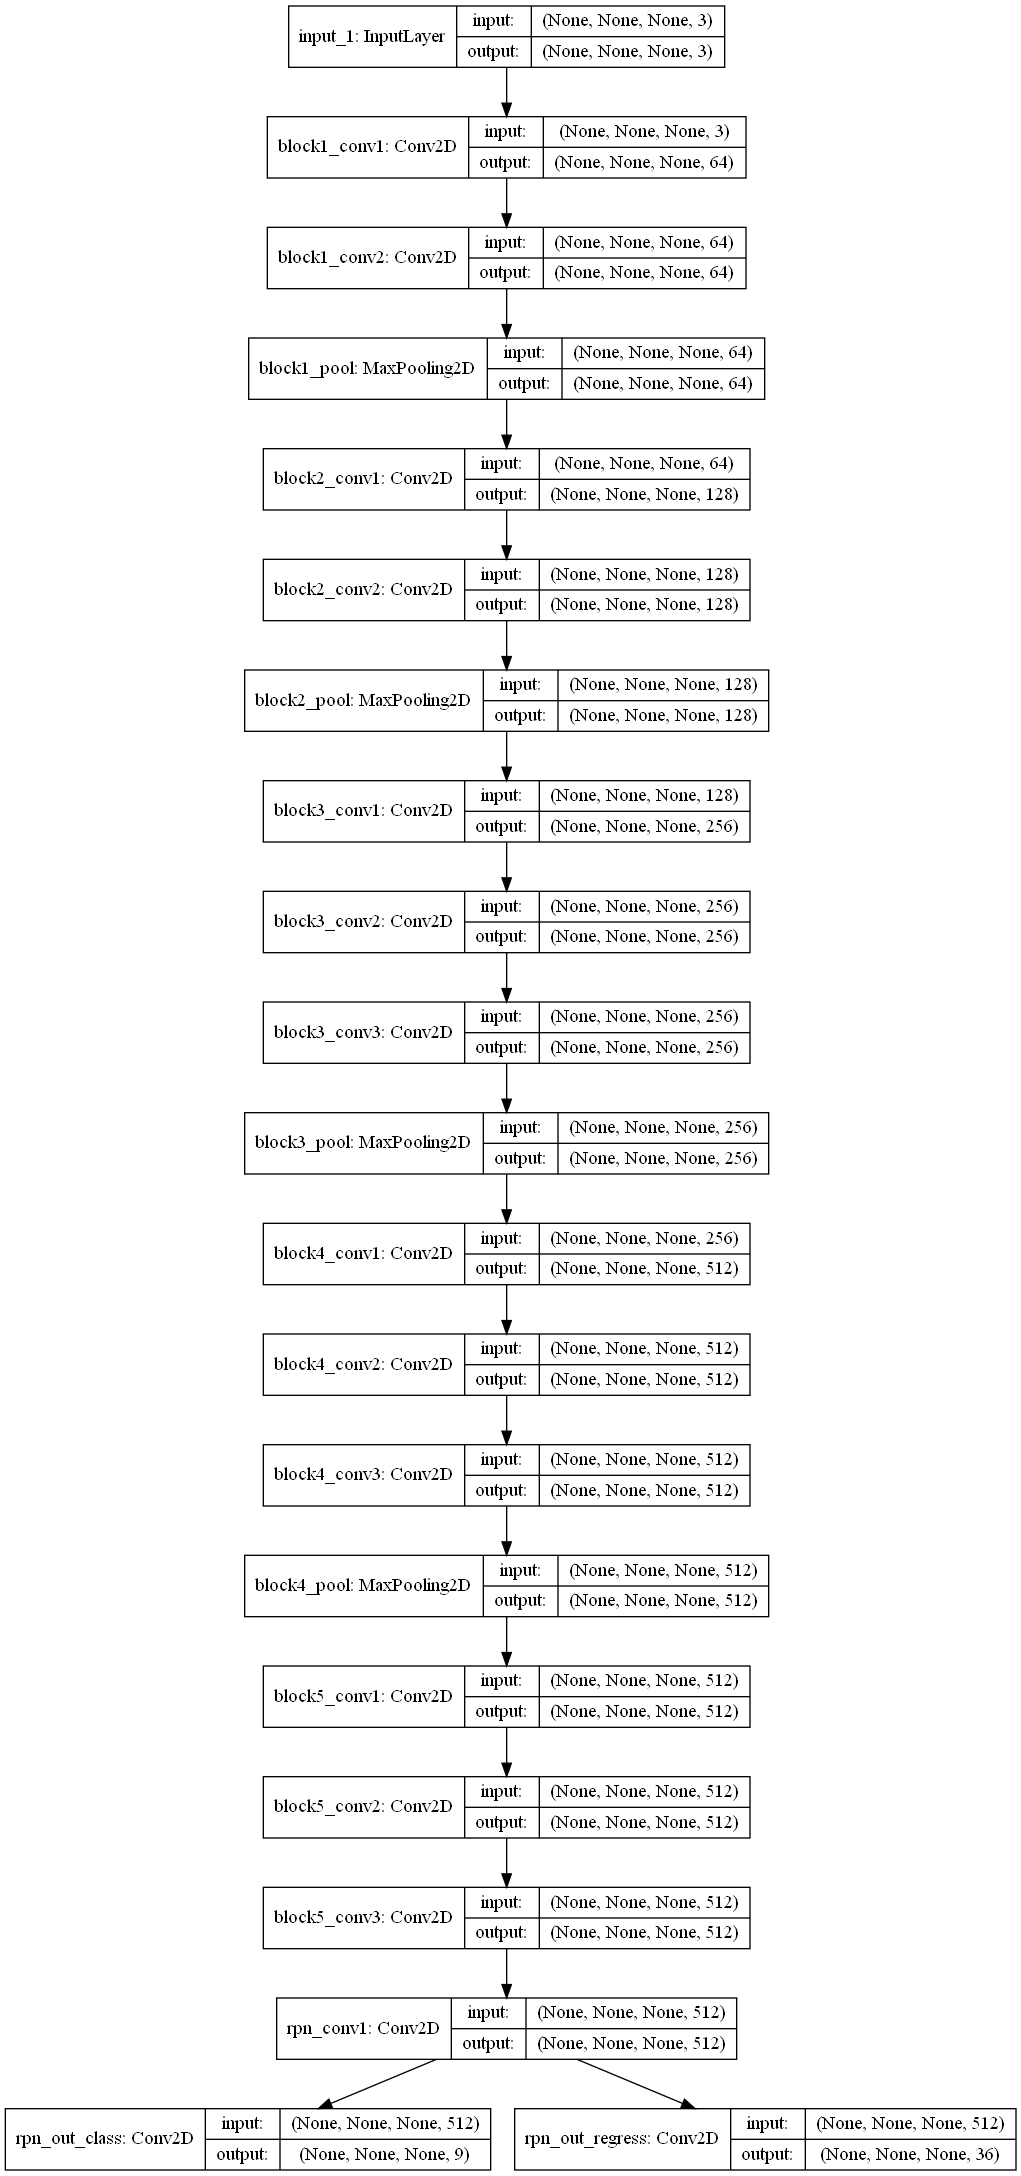 input_1: InputLayer
input: (None, None, None, 3)
output: (None, None, None, 3)
block1_conv1: Conv2D
input: (None, None, None, 3)
output: (None, None, None, 64)
block1_conv2: Conv2D
input: (None, None, None, 64)
output: (None, None, None, 64)
block1_pool: MaxPooling2D
input: (None, None, None, 64)
output: (None, None, None, 64)
block2_conv1: Conv2D
input: (None, None, None, 64)
output: (None, None, None, 128)
block2_conv2: Conv2D
input: (None, None, None, 128)
output: (None, None, None, 128)
block2_pool: MaxPooling2D
input: (None, None, None, 128)
output: (None, None, None, 128)
block3_conv1: Conv2D
input: (None, None, None, 128)
output: (None, None, None, 256)
block3_conv2: Conv2D
input: (None, None, None, 256)
output: (None, None, None, 256)
block3_conv3: Conv2D
input: (None, None, None, 256)
output: (None, None, None, 256)
block3_pool: MaxPooling2D
input: (None, None, None, 256)
output: (None, None, None, 256)
block4_conv1: Conv2D
input: (None, None, None, 256)
output: (None, None, None, 512)
block4_conv2: Conv2D
input: (None, None, None, 512)
output: (None, None, None, 512)
block4_conv3: Conv2D
input: (None, None, None, 512)
output: (None, None, None, 512)
block4_pool: MaxPooling2D
input: (None, None, None, 512)
output: (None, None, None, 512)
block5_conv1: Conv2D
input: (None, None, None, 512)
output: (None, None, None, 512)
block5_conv2: Conv2D
input: (None, None, None, 512)
output: (None, None, None, 512)
block5_conv3: Conv2D
input: (None, None, None, 512)
output: (None, None, None, 512)
rpn_conv1: Conv2D
input: (None, None, None, 512)
output: (None, None, None, 512)
rpn_out_class: Conv2D
input: (None, None, None, 512)
output: (None, None, None, 9)
rpn_out_regress: Conv2D
input: (None, None, None, 512)
output: (None, None, None, 36)